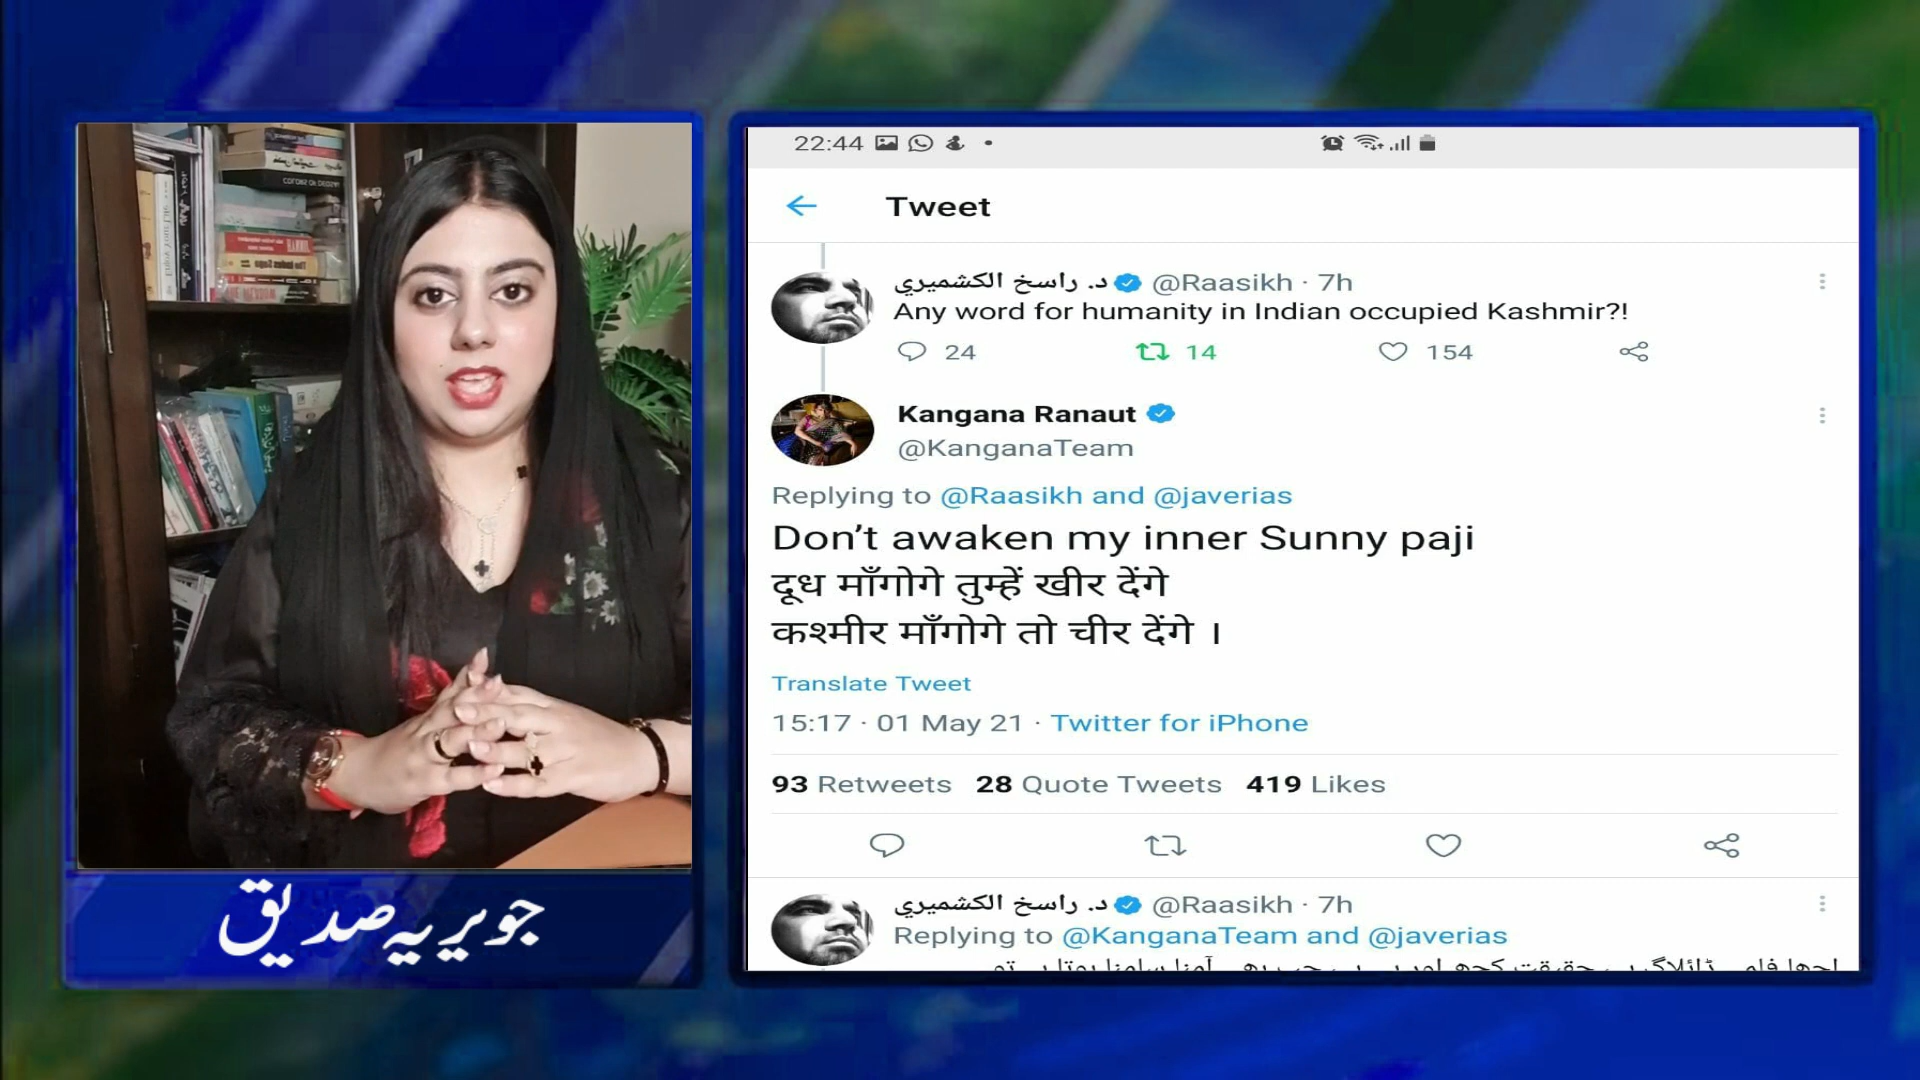 COLORS OF
جویریہ صدیق
22:44
Tweet
د. راسخ الكشميري @Raasikh · 7h
Any word for humanity in Indian occupied Kashmir?!
24 14 154
Kangana Ranaut
@KanganaTeam
Replying to @Raasikh and @javerias
Don’t awaken my inner Sunny paji
दूध माँगोगे तुम्हें खीर देंगे
कश्मीर माँगोगे तो चीर देंगे ।
Translate Tweet
15:17 · 01 May 21 · Twitter for iPhone
93 Retweets 28 Quote Tweets 419 Likes
د. راسخ الكشميري @Raasikh · 7h
Replying to @KanganaTeam and @javerias